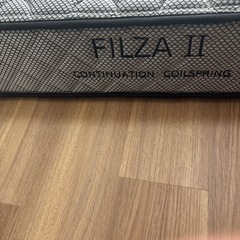 FILZA II
CONTINUATION COILSPRING